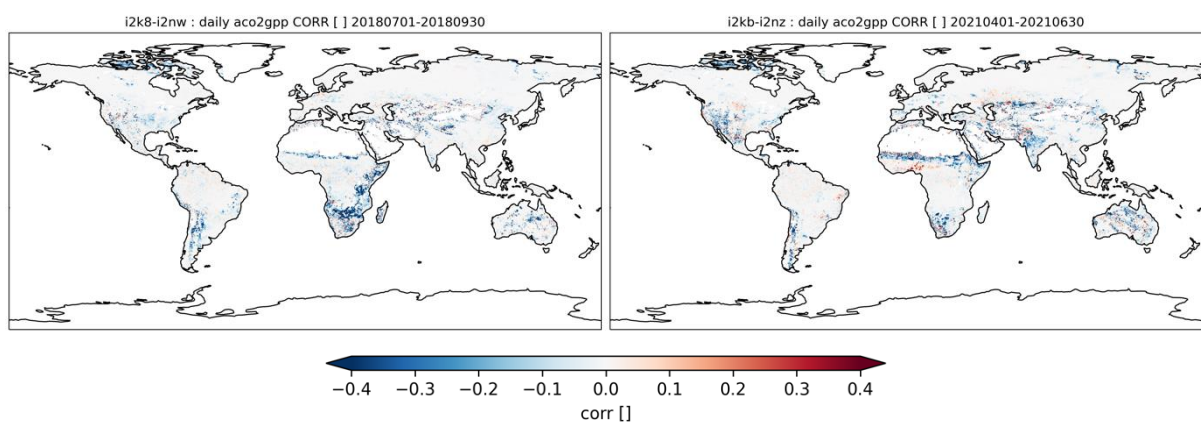 i2k8-i2nw : daily aco2gpp CORR [ ] 20180701-20180930
i2kb-i2nz : daily aco2gpp CORR [ ] 20210401-20210630
−0.4 −0.3 −0.2 −0.1 0.0 0.1 0.2 0.3 0.4
corr []